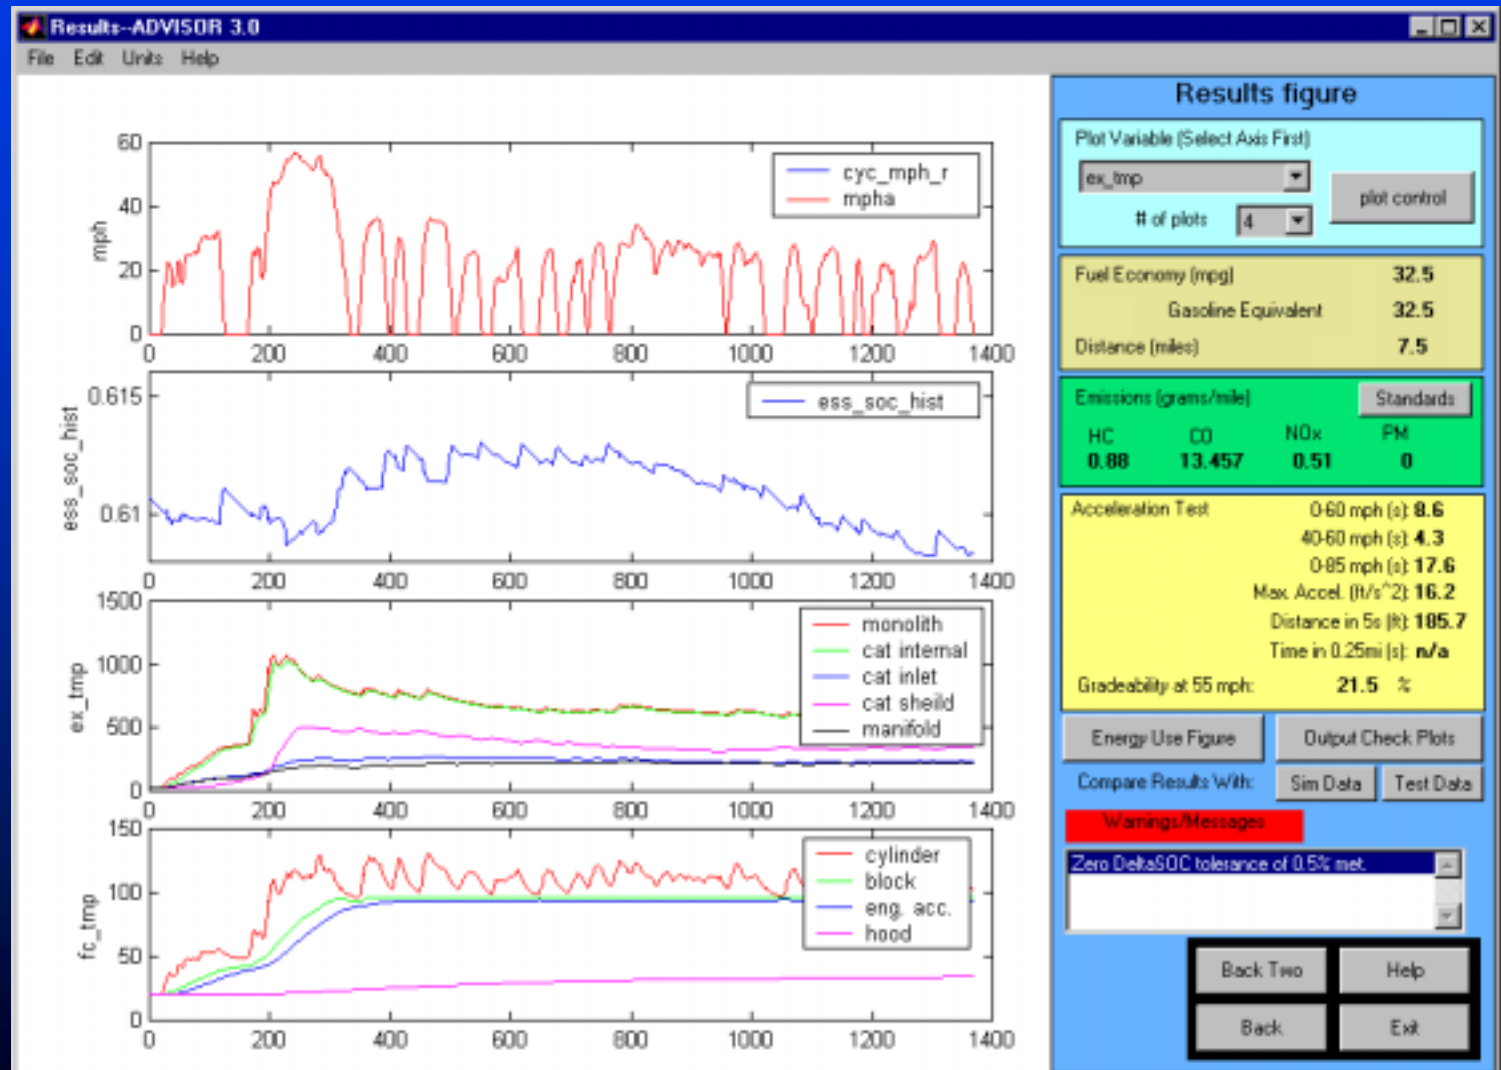 Results--ADVISOR 3.0
File Edit Units Help
60
40
20
0
mph
cyc_mph_r
mpha
0 200 400 600 800 1000 1200 1400
0.615
0.61
ess_soc_hist
ess_soc_hist
0 200 400 600 800 1000 1200 1400
1500
1000
500
0
ex_tmp
monolith
cat internal
cat inlet
cat sheild
manifold
0 200 400 600 800 1000 1200 1400
150
100
50
0
fc_tmp
cylinder
block
eng. acc.
hood
0 200 400 600 800 1000 1200 1400
Results figure
Plot Variable (Select Axis First)
ex_tmp
plot control
# of plots 4
Fuel Economy (mpg) 32.5
Gasoline Equivalent 32.5
Distance (miles) 7.5
Emissions (grams/mile) Standards
HC CO NOx PM
0.88 13.457 0.51 0
Acceleration Test 0-60 mph (s): 8.6
40-60 mph (s): 4.3
0-85 mph (s): 17.6
Max. Accel. (ft/s^2): 16.2
Distance in 5s (ft): 185.7
Time in 0.25mi (s): n/a
Gradeability at 55 mph: 21.5 %
Energy Use Figure Output Check Plots
Compare Results With: Sim Data Test Data
Warnings/Messages
Zero DeltaSOC tolerance of 0.5% met.
Back Two Help
Back Exit